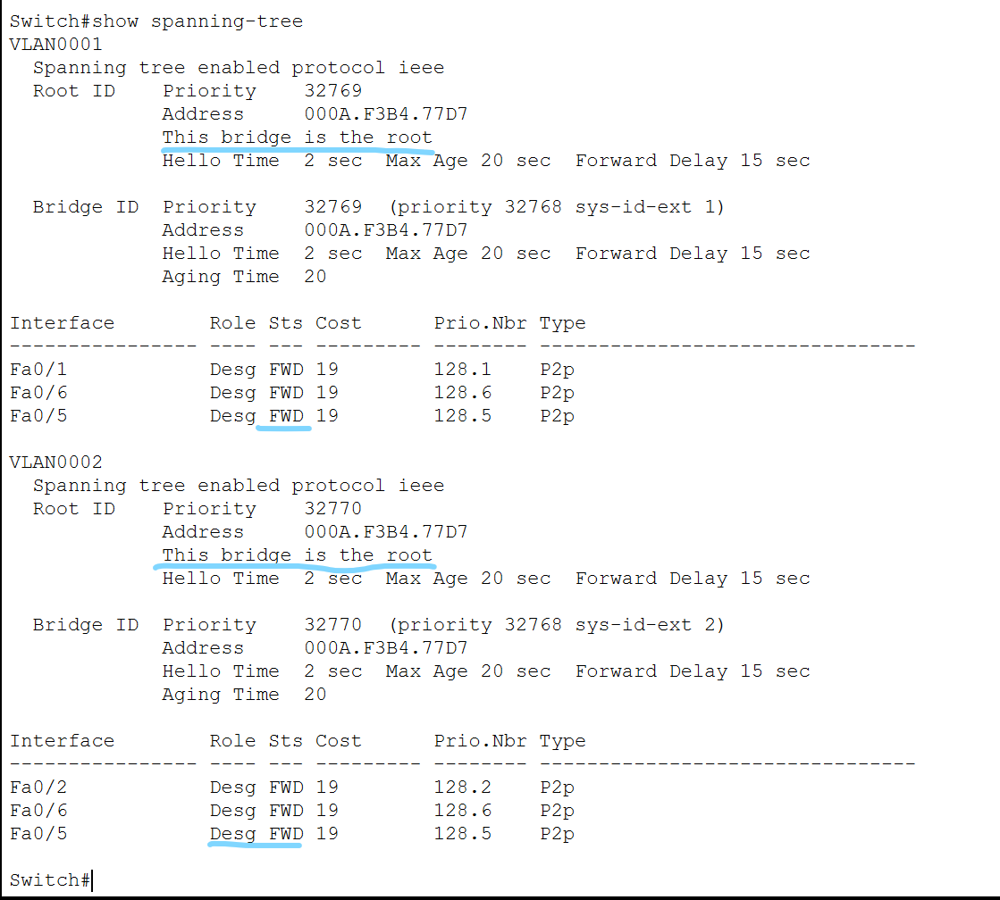 Switch#show spanning-tree
VLAN0001
  Spanning tree enabled protocol ieee
  Root ID    Priority    32769
             Address     000A.F3B4.77D7
             This bridge is the root
             Hello Time  2 sec  Max Age 20 sec  Forward Delay 15 sec

  Bridge ID  Priority    32769  (priority 32768 sys-id-ext 1)
             Address     000A.F3B4.77D7
             Hello Time  2 sec  Max Age 20 sec  Forward Delay 15 sec
             Aging Time  20

Interface        Role Sts Cost      Prio.Nbr Type
---------------- ---- --- --------- -------- --------------------------------
Fa0/1            Desg FWD 19        128.1    P2p
Fa0/6            Desg FWD 19        128.6    P2p
Fa0/5            Desg FWD 19        128.5    P2p

VLAN0002
  Spanning tree enabled protocol ieee
  Root ID    Priority    32770
             Address     000A.F3B4.77D7
             This bridge is the root
             Hello Time  2 sec  Max Age 20 sec  Forward Delay 15 sec

  Bridge ID  Priority    32770  (priority 32768 sys-id-ext 2)
             Address     000A.F3B4.77D7
             Hello Time  2 sec  Max Age 20 sec  Forward Delay 15 sec
             Aging Time  20

Interface        Role Sts Cost      Prio.Nbr Type
---------------- ---- --- --------- -------- --------------------------------
Fa0/2            Desg FWD 19        128.2    P2p
Fa0/6            Desg FWD 19        128.6    P2p
Fa0/5            Desg FWD 19        128.5    P2p

Switch#